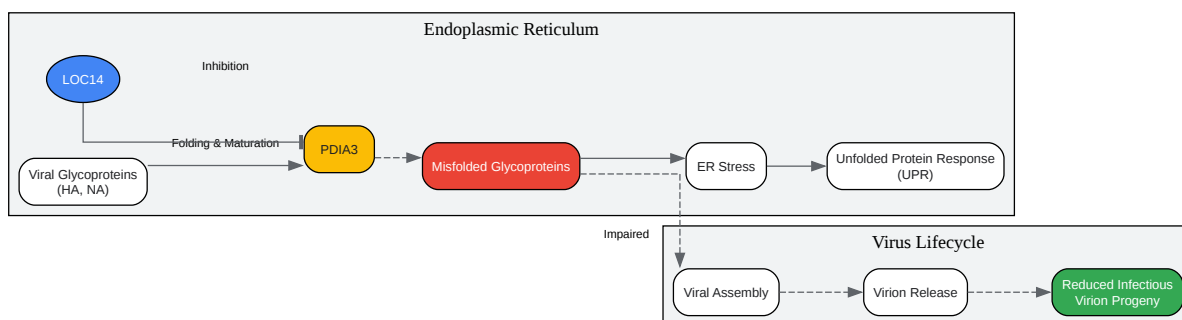 Endoplasmic Reticulum
Inhibition
LOC14
Folding & Maturation
PDIA3
Viral Glycoproteins
(HA, NA)
Misfolded Glycoproteins
ER Stress
Unfolded Protein Response
(UPR)
Impaired
Virus Lifecycle
Viral Assembly
Virion Release
Reduced Infectious
Virion Progeny